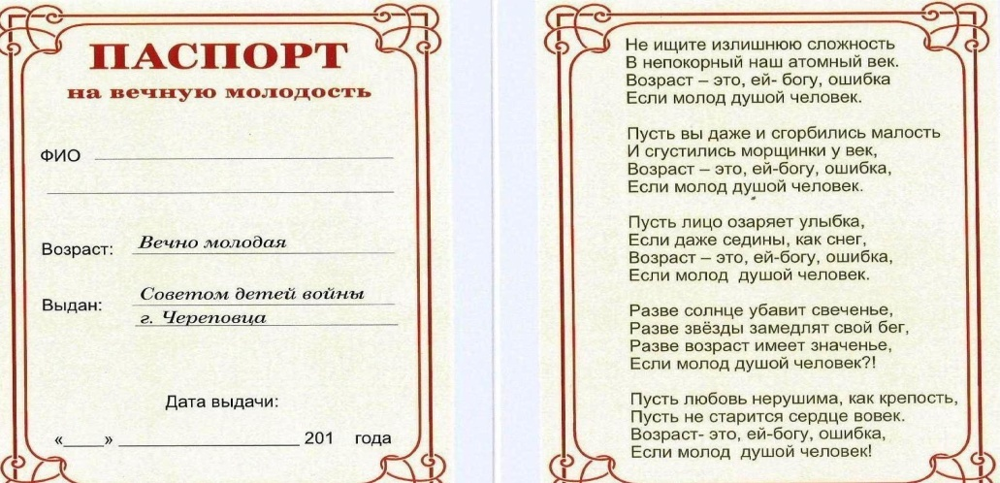 ПАСПОРТ
на вечную молодость
ФИО
Возраст: Вечно молодая
Выдан: Советом детей войны
г. Череповца
Дата выдачи:
«____» ____________________ 201 года
Не ищите излишнюю сложность
В непокорный наш атомный век.
Возраст – это, ей- богу, ошибка
Если молод душой человек.
Пусть вы даже и сгорбились малость
И сгустились морщинки у век,
Возраст – это, ей-богу, ошибка,
Если молод душой человек.
Пусть лицо озаряет улыбка,
Если даже седины, как снег,
Возраст – это, ей-богу, ошибка,
Если молод душой человек.
Разве солнце убавит свеченье,
Разве звёзды замедлят свой бег,
Разве возраст имеет значенье,
Если молод душой человек?!
Пусть любовь нерушима, как крепость,
Пусть не старится сердце вовек.
Возраст- это, ей-богу, ошибка,
Если молод душой человек!